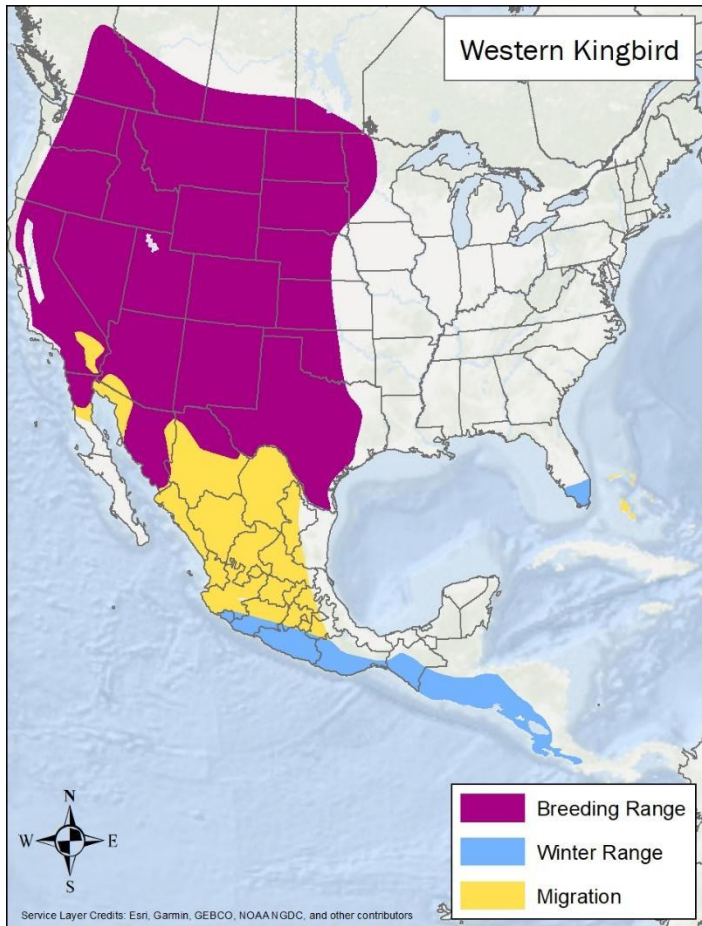 Western Kingbird
N
W E
S
Breeding Range
Winter Range
Migration
Service Layer Credits: Esri, Garmin, GEBCO, NOAA NGDC, and other contributors